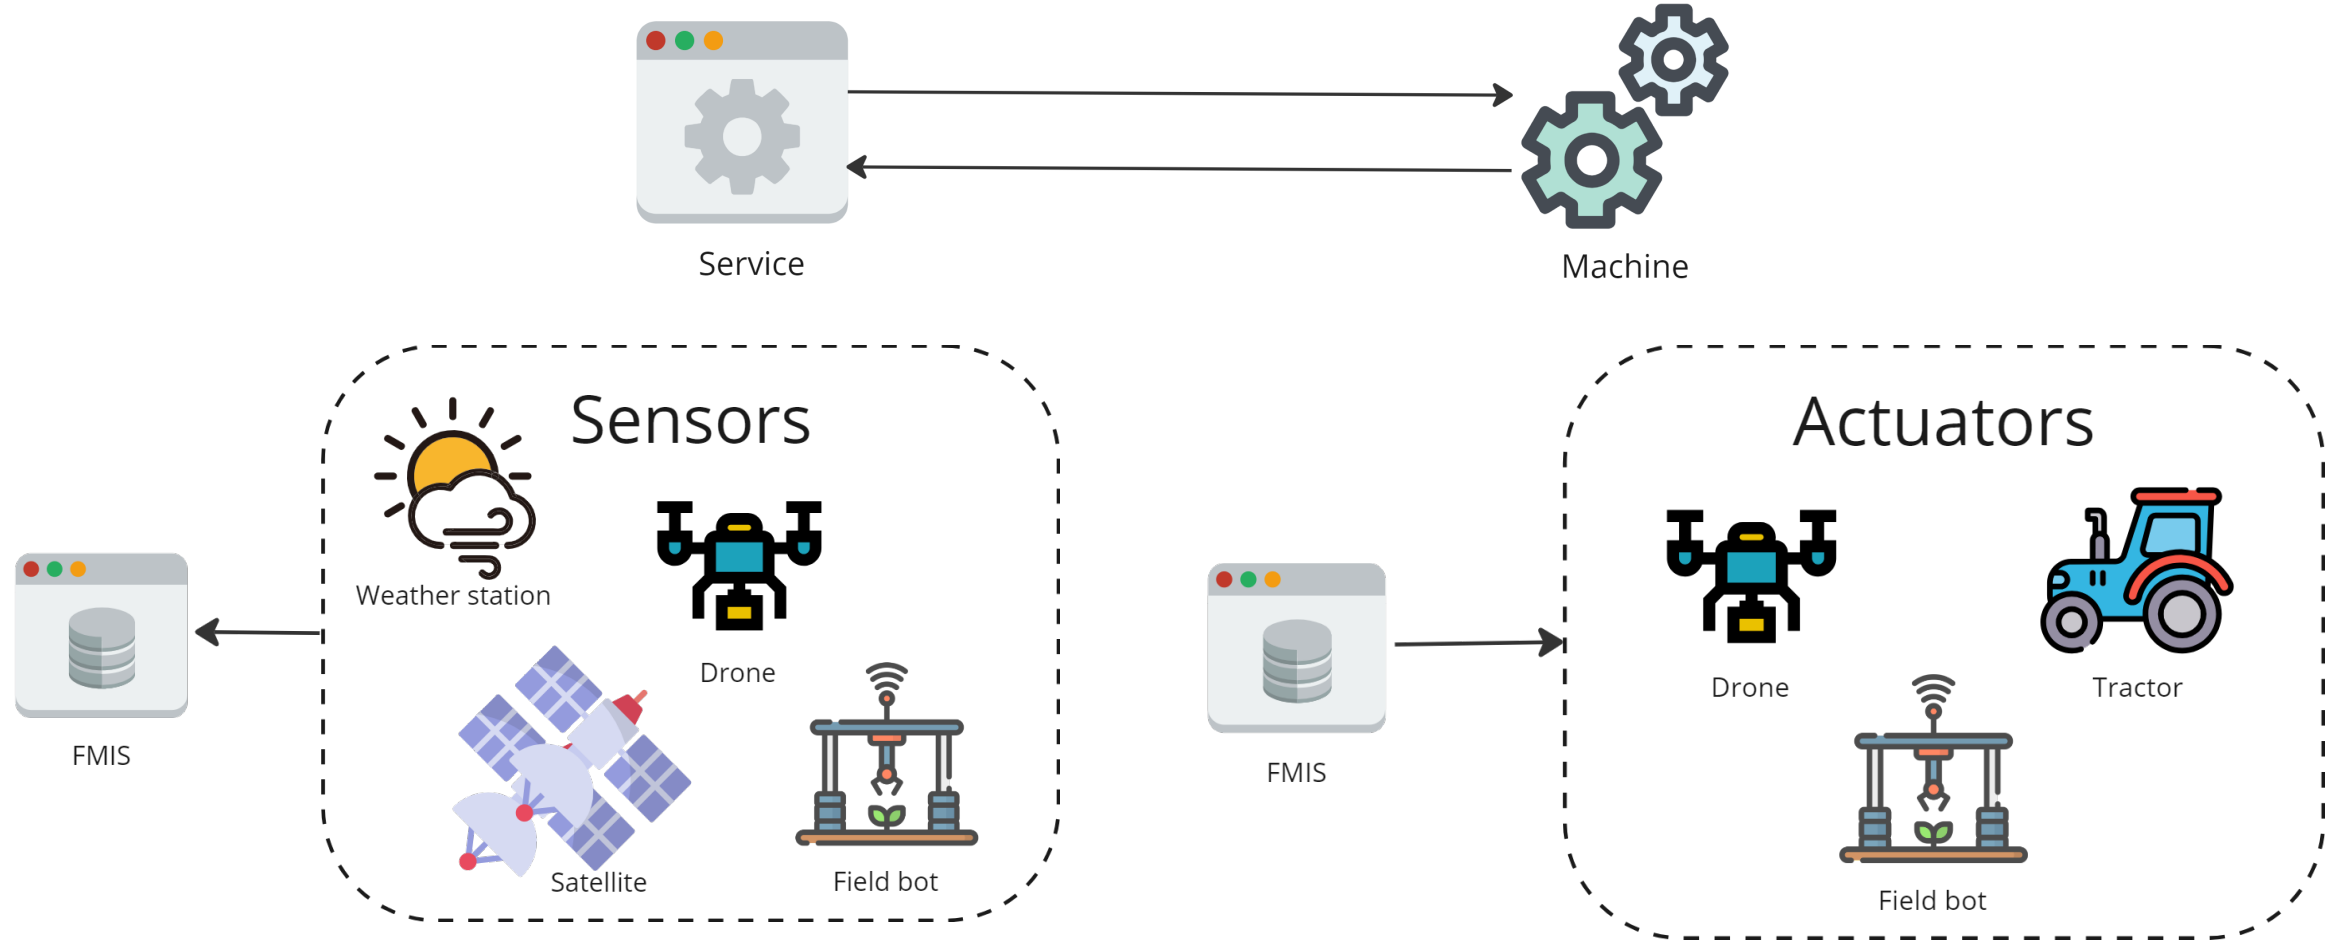 Service
Machine
Sensors
Weather station
Drone
FMIS
Satellite
Field bot
Actuators
Drone
Tractor
FMIS
Field bot